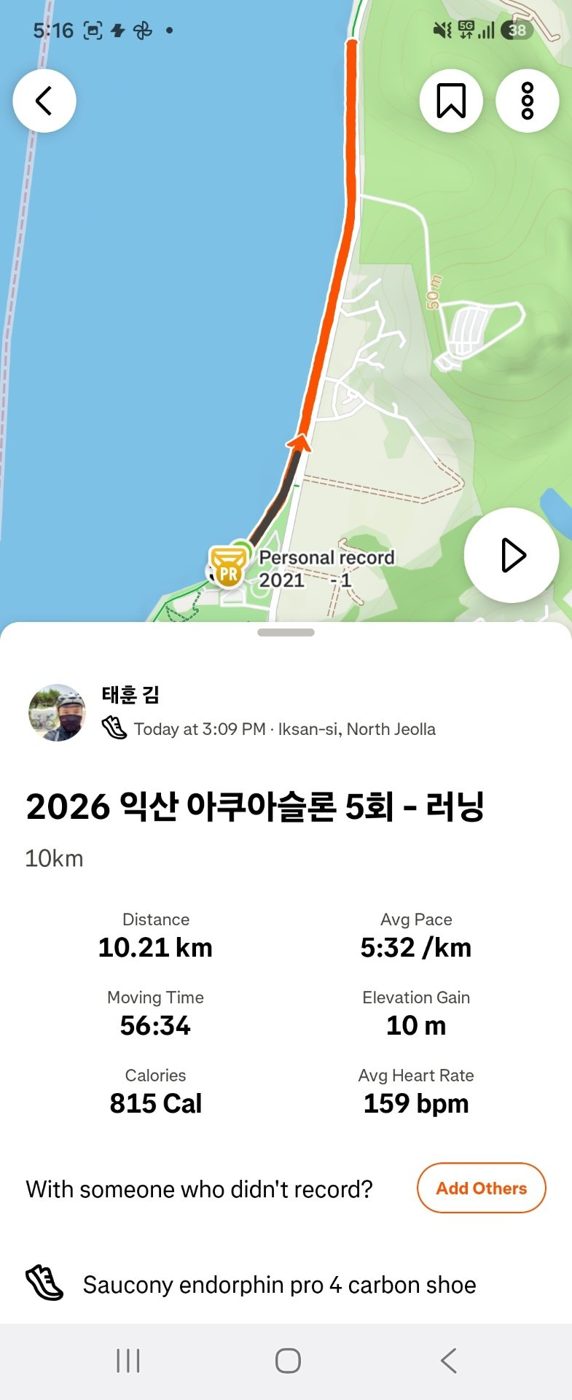 5:16
5G
38
50 m
PR
Personal record
2021 -1
태훈 김
Today at 3:09 PM · Iksan-si, North Jeolla
2026 익산 아쿠아슬론 5회 - 러닝
10km
Distance
Avg Pace
10.21 km
5:32 /km
Moving Time
Elevation Gain
56:34
10 m
Calories
Avg Heart Rate
815 Cal
159 bpm
With someone who didn't record?
Add Others
Saucony endorphin pro 4 carbon shoe